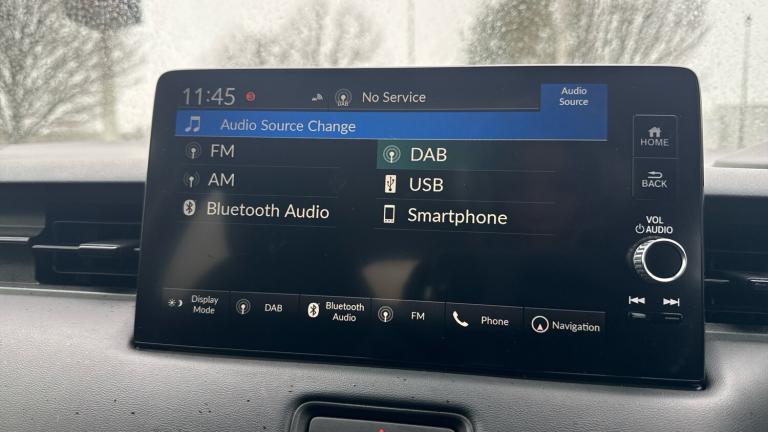 11:45 3 DAB No Service Audio
Source
Audio Source Change
FM DAB
AM USB
Bluetooth Audio Smartphone
HOME
BACK
VOL
AUDIO
Display
Mode
DAB
Bluetooth
Audio
FM
Phone
Navigation